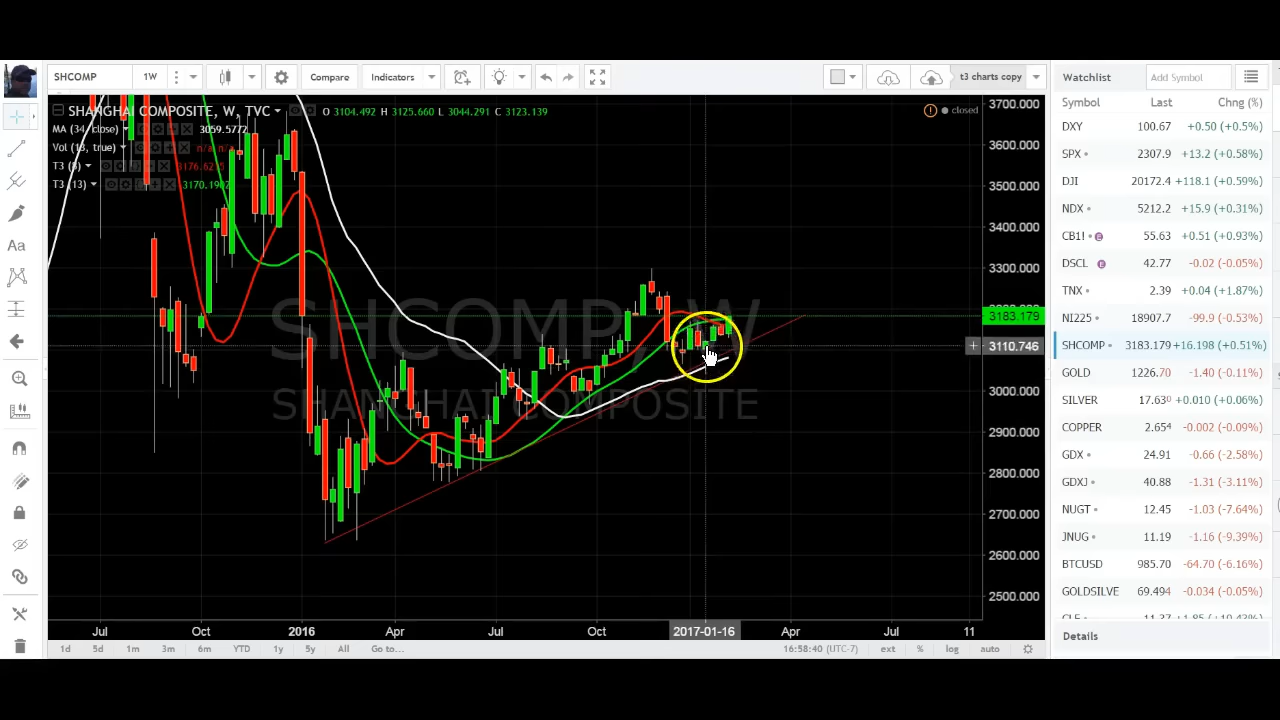 SHCOMP 1W Compare Indicators t3 charts copy
SHANGHAI COMPOSITE, W, TVC O 3104.492 H 3125.660 L 3044.291 C 3123.139
closed
MA (34, close) 3059.5777
Vol (13, true) n/a n/a
T3 (8)
T3 (13)
SHCOMP, W
SHANGHAI COMPOSITE
3700.000
3600.000
3500.000
3400.000
3300.000
3183.179
3110.746
3000.000
2900.000
2800.000
2700.000
2600.000
2500.000
Jul Oct 2016 Apr Jul Oct 2017-01-16 Apr Jul 11
1d 5d 1m 3m 6m YTD 1y 5y All Go to... 16:58:40 (UTC-7) ext % log auto
Aa
Watchlist Add Symbol
Symbol Last Chng (%)
DXY 100.67 +0.50 (+0.5%)
SPX 2307.9 +13.2 (+0.58%)
DJI 20172.4 +118.1 (+0.59%)
NDX 5212.2 +15.9 (+0.31%)
CB1! E 55.63 +0.51 (+0.93%)
DSCL E 42.77 -0.02 (-0.05%)
TNX 2.39 +0.04 (+1.87%)
NI225 -99.9 (-0.53%)
SHCOMP 3183.179 +16.198 (+0.51%)
GOLD 1226.70 -1.40 (-0.11%)
SILVER 17.630 +0.010 (+0.06%)
COPPER 2.654 -0.002 (-0.09%)
GDX 24.91 -0.66 (-2.58%)
GDXJ 40.88 -1.31 (-3.11%)
NUGT 12.45 -1.03 (-7.64%)
JNUG 11.19 -1.16 (-9.39%)
BTCUSD 985.70 -64.70 (-6.16%)
GOLDSILVE 69.494 -0.034 (-0.05%)
Details